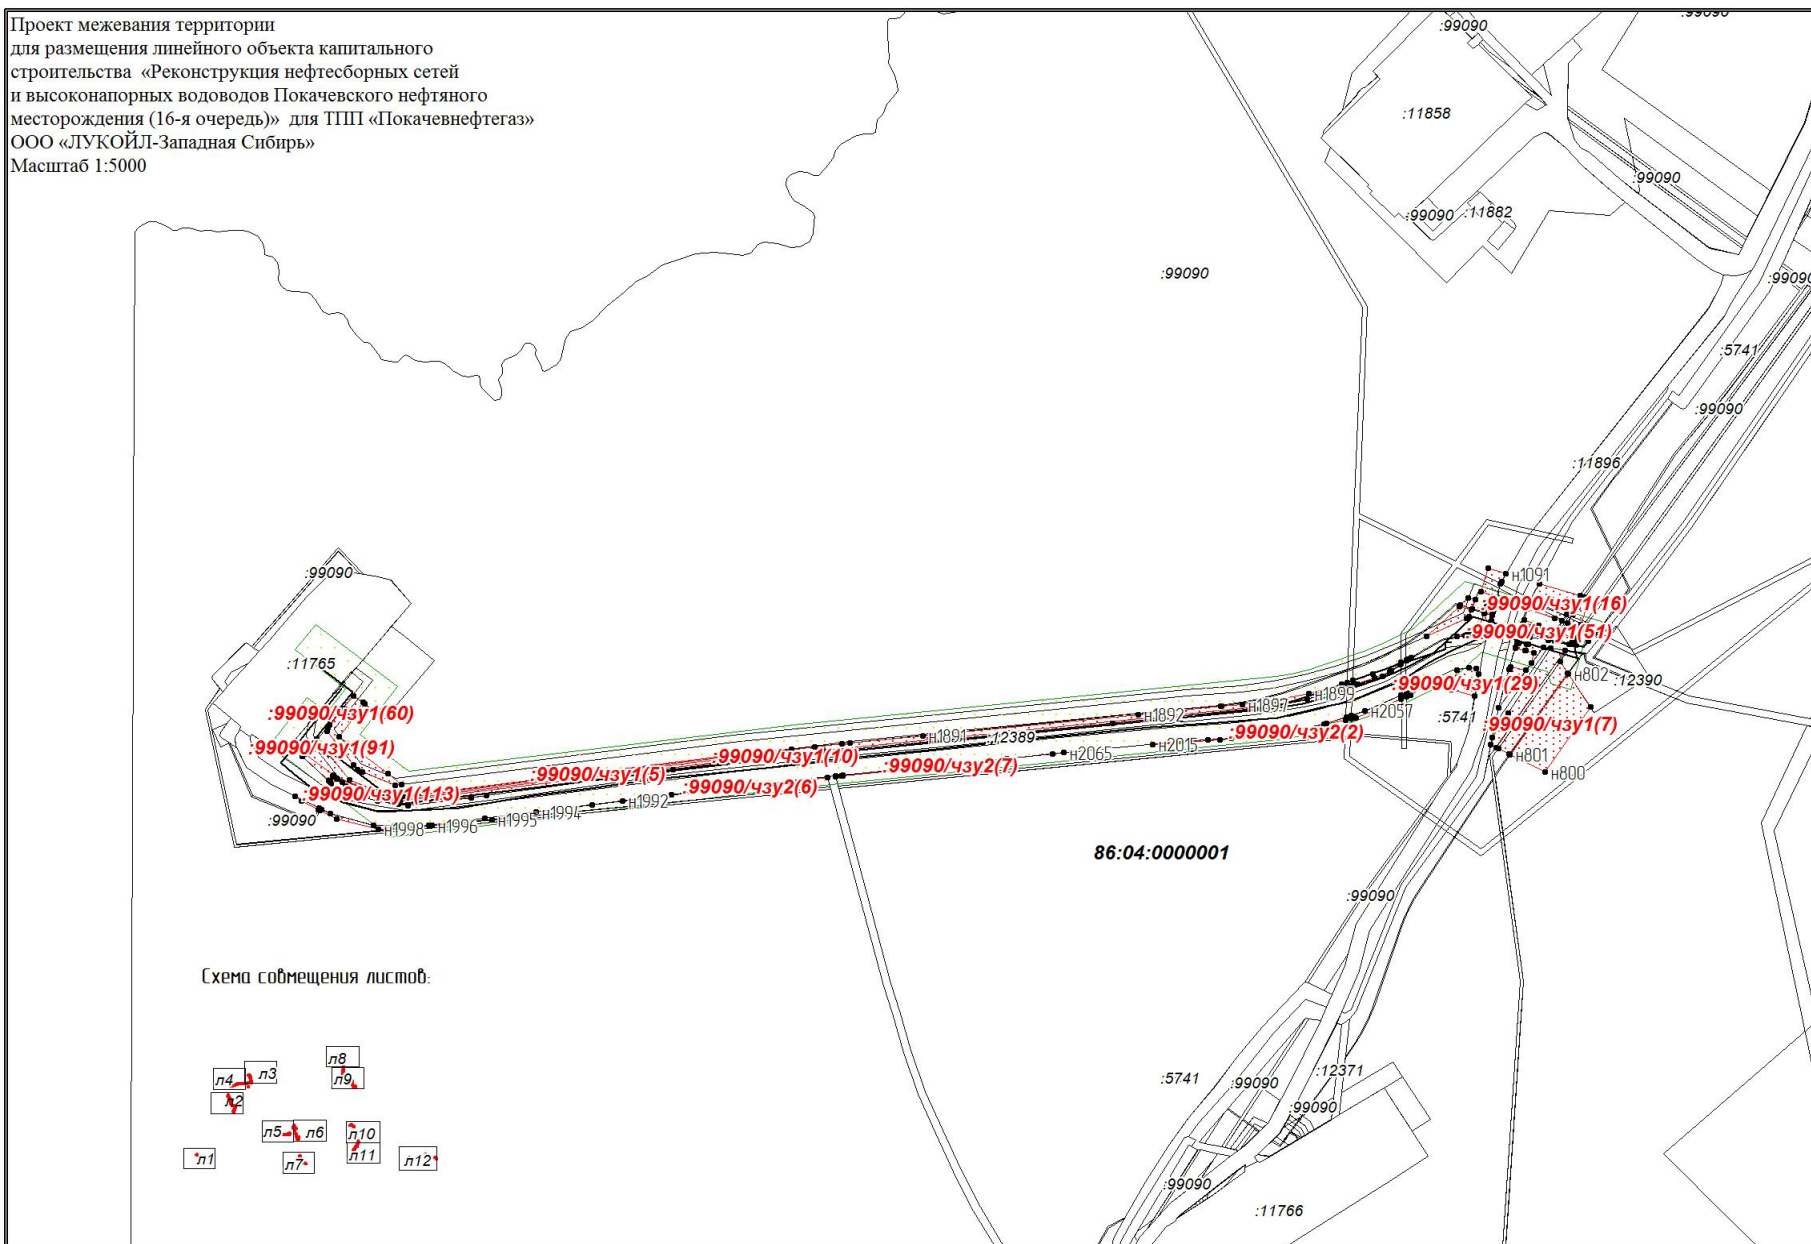 Проект межевания территории
для размещения линейного объекта капитального
строительства «Реконструкция нефтесборных сетей
и высоконапорных водоводов Покачевского нефтяного
месторождения (16-я очередь)» для ТПП «Покачевнефтегаз»
ООО «ЛУКОЙЛ-Западная Сибирь»
Масштаб 1:5000
:99090
:99090
:11858
:99090
:99090
:11882
:99090
:99090
:5741
:99090
:11896
:99090
н1091
:99090/чзу1(16)
:99090/чзу1(51)
:11765
н802
:12390
:99090/чзу1(29)
н1899
:99090/чзу1(60)
н1897
н1892
н2057
:5741
:99090/чзу1(7)
:99090/чзу2(2)
н1891
:12389
:99090/чзу1(91)
н2015
н2065
н801
:99090/чзу1(10)
:99090/чзу2(7)
н800
:99090/чзу1(5)
:99090/чзу2(6)
:99090/чзу1(113)
н1992
н1994
н1995
:99090
н1996
н1998
86:04:0000001
:99090
Схема совмещения листов:
л8
л3
л4
л9
л2
л5
л6
л10
л11
л1
л7
л12
:12371
:5741
:99090
:99090
:99090
:11766